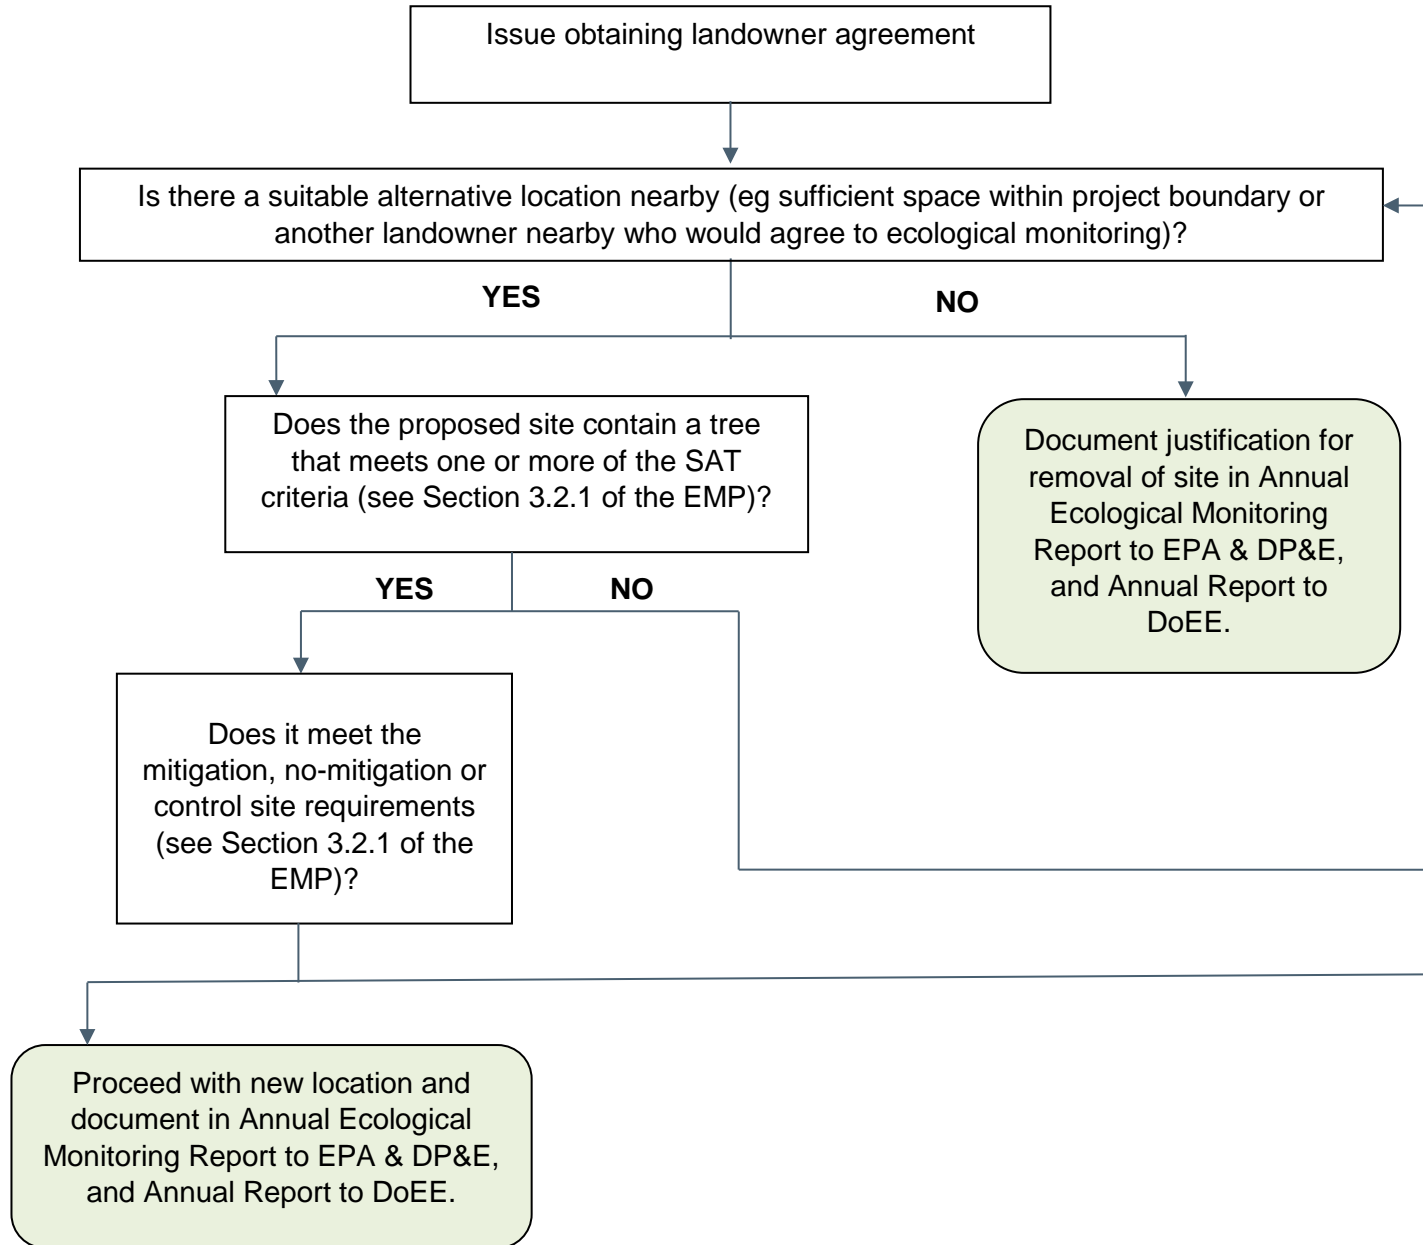 Issue obtaining landowner agreement
Is there a suitable alternative location nearby (eg sufficient space within project boundary or
another landowner nearby who would agree to ecological monitoring)?
YES
NO
Does the proposed site contain a tree
that meets one or more of the SAT
criteria (see Section 3.2.1 of the EMP)?
Document justification for
removal of site in Annual
Ecological Monitoring
Report to EPA & DP&E,
and Annual Report to
DoEE.
YES
NO
Does it meet the
mitigation, no-mitigation or
control site requirements
(see Section 3.2.1 of the
EMP)?
Proceed with new location and
document in Annual Ecological
Monitoring Report to EPA & DP&E,
and Annual Report to DoEE.